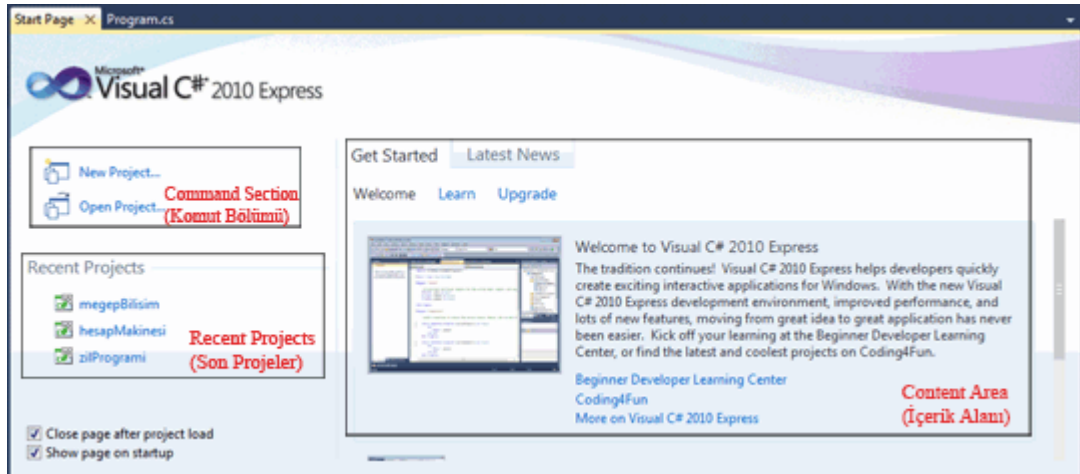 Start Page
Program.cs
Microsoft®
Visual C#® 2010 Express
New Project...
Open Project...
Command Section
(Komut Bölümü)
Recent Projects
megepBilisim
hesapMakinesi
zilProgrami
Recent Projects
(Son Projeler)
Close page after project load
Show page on startup
Get Started
Latest News
Welcome
Learn
Upgrade
Welcome to Visual C# 2010 Express
The tradition continues! Visual C# 2010 Express helps developers quickly
create exciting interactive applications for Windows. With the new Visual
C# 2010 Express development environment, improved performance, and
lots of new features, moving from great idea to great application has never
been easier. Kick off your learning at the Beginner Developer Learning
Center, or find the latest and coolest projects on Coding4Fun.
Beginner Developer Learning Center
Coding4Fun
More on Visual C# 2010 Express
Content Area
(İçerik Alanı)